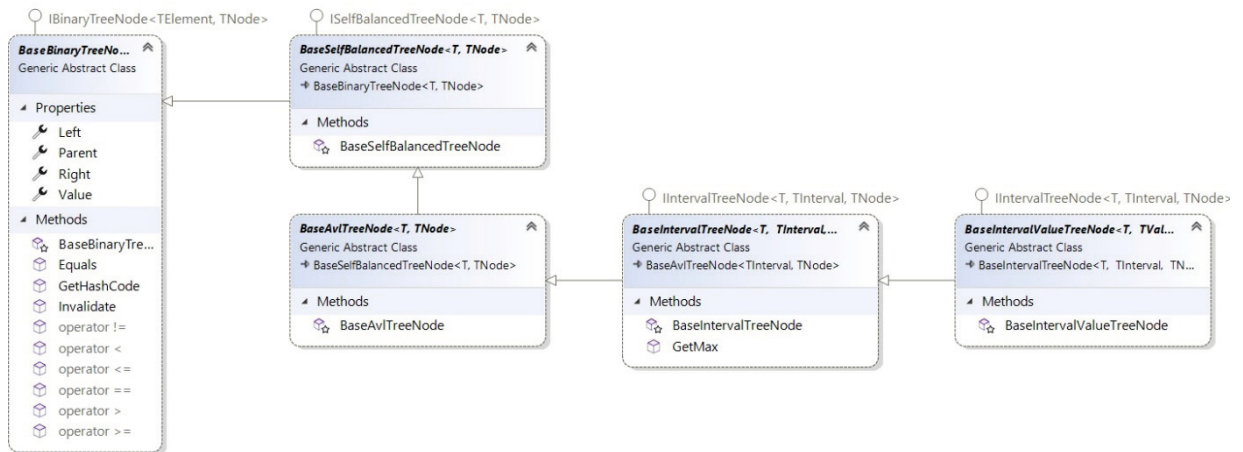 IBinaryTreeNode<TElement, TNode>
BaseBinaryTreeNo...
Generic Abstract Class
Properties
Left
Parent
Right
Value
Methods
BaseBinaryTre...
Equals
GetHashCode
Invalidate
operator !=
operator <
operator <=
operator ==
operator >
operator >=
ISelfBalancedTreeNode<T, TNode>
BaseSelfBalancedTreeNode<T, TNode>
Generic Abstract Class
BaseBinaryTreeNode<T, TNode>
Methods
BaseSelfBalancedTreeNode
BaseAvlTreeNode<T, TNode>
Generic Abstract Class
BaseSelfBalancedTreeNode<T, TNode>
Methods
BaseAvlTreeNode
IIntervalTreeNode<T, TInterval, TNode>
BaseIntervalTreeNode<T, TInterval,...
Generic Abstract Class
BaseAvlTreeNode<TInterval, TNode>
Methods
BaseIntervalTreeNode
GetMax
IIntervalTreeNode<T, TInterval, TNode>
BaseIntervalValueTreeNode<T, TVal...
Generic Abstract Class
BaseIntervalTreeNode<T, TInterval, TN...
Methods
BaseIntervalValueTreeNode